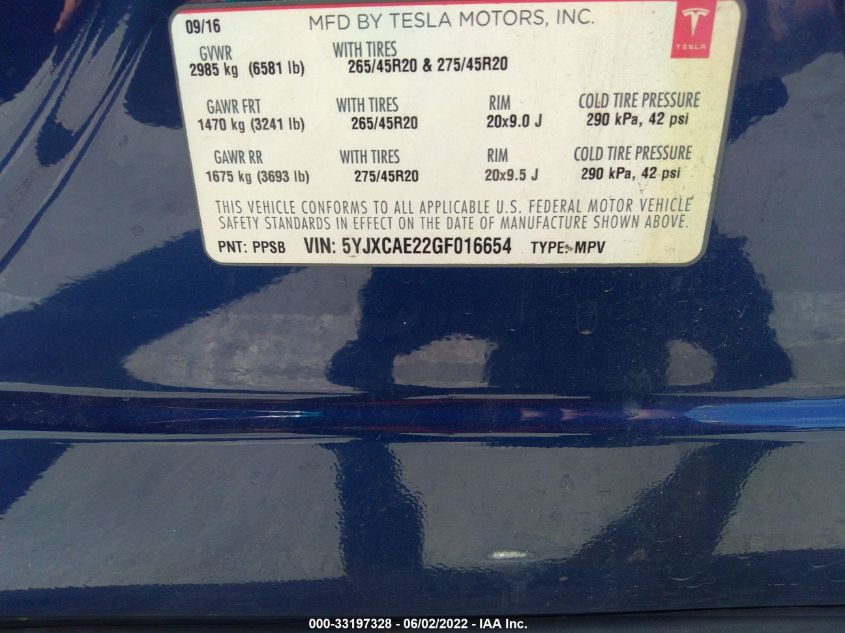 09/16 MFD BY TESLA MOTORS, INC.
TESLA
GVWR WITH TIRES
2985 kg (6581 lb) 265/45R20 & 275/45R20
GAWR FRT WITH TIRES RIM COLD TIRE PRESSURE
1470 kg (3241 lb) 265/45R20 20x9.0 J 290 kPa, 42 psi
GAWR RR WITH TIRES RIM COLD TIRE PRESSURE
1675 kg (3693 lb) 275/45R20 20x9.5 J 290 kPa, 42 psi
THIS VEHICLE CONFORMS TO ALL APPLICABLE U.S. FEDERAL MOTOR VEHICLE
SAFETY STANDARDS IN EFFECT ON THE DATE OF MANUFACTURE SHOWN ABOVE.
PNT: PPSB VIN: 5YJXCAE22GF016654 TYPE: MPV
000-33197328 - 06/02/2022 - IAA Inc.